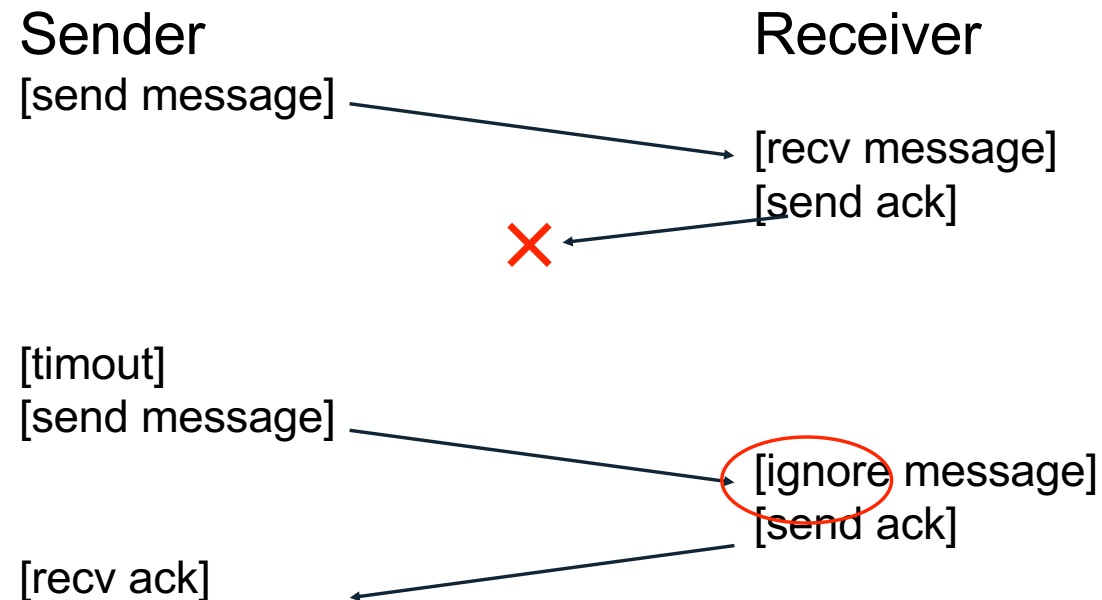 Sender
Receiver
[send message]
[recv message]
[send ack]
[timout]
[send message]
[ignore message]
[send ack]
[recv ack]